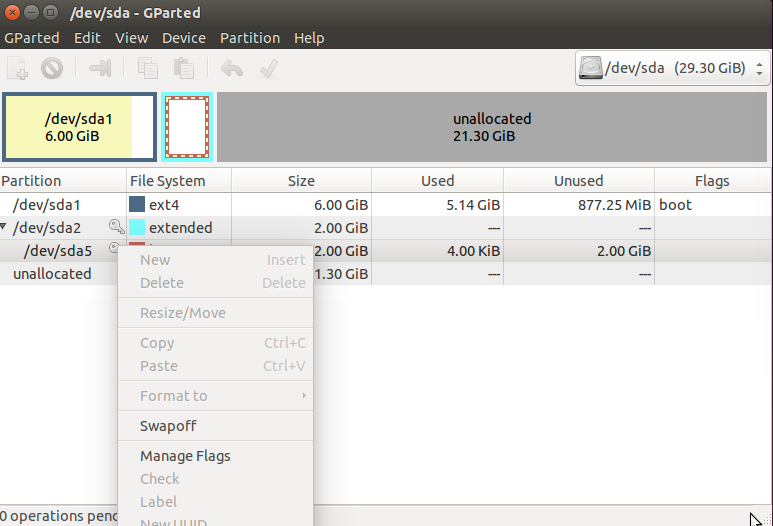 /dev/sda - GParted
GParted Edit View Device Partition Help
/dev/sda (29.30 GiB)
/dev/sda1
6.00 GiB
unallocated
21.30 GiB
Partition File System Size Used Unused Flags
/dev/sda1 ext4 6.00 GiB 5.14 GiB 877.25 MiB boot
/dev/sda2 extended 2.00 GiB --- ---
/dev/sda5 2.00 GiB 4.00 KiB 2.00 GiB
unallocated 1.30 GiB --- ---
New Insert
Delete Delete
Resize/Move
Copy Ctrl+C
Paste Ctrl+V
Format to
Swapoff
Manage Flags
Check
Label
New UUID
0 operations pend